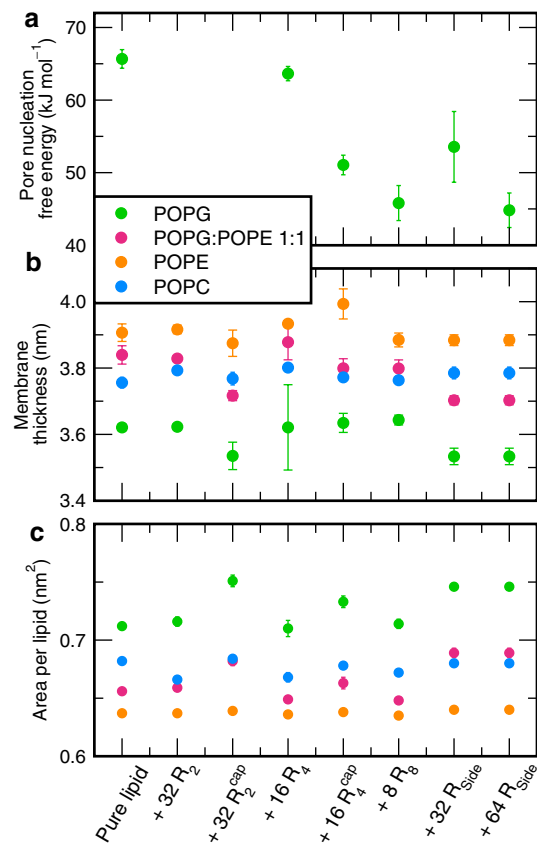 a
70
60
50
40
Pore nucleation
free energy (kJ mol⁻¹)
POPG
POPG:POPE 1:1
POPE
POPC
b
4.0
3.8
3.6
3.4
Membrane
thickness (nm)
c
0.8
0.7
0.6
Area per lipid (nm²)
Pure lipid
+ 32 R₂
+ 32 R₂ᶜᵃᵖ
+ 16 R₄
+ 16 R₄ᶜᵃᵖ
+ 8 R₈
+ 32 R_Side
+ 64 R_Side